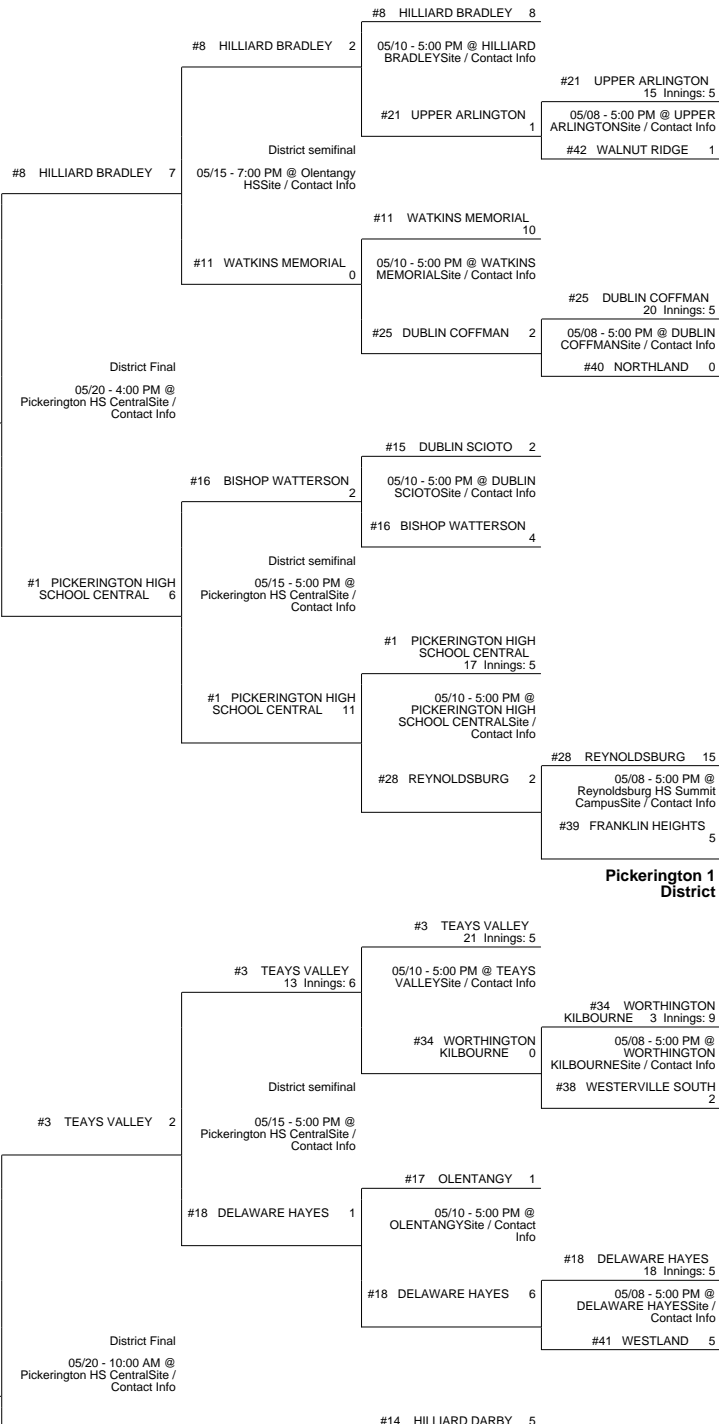 #8 HILLIARD BRADLEY 8
#8 HILLIARD BRADLEY 2
05/10 - 5:00 PM @ HILLIARD
BRADLEYSite / Contact Info
#21 UPPER ARLINGTON
15 Innings: 5
#21 UPPER ARLINGTON
1
05/08 - 5:00 PM @ UPPER
ARLINGTONSite / Contact Info
#42 WALNUT RIDGE 1
District semifinal
05/15 - 7:00 PM @ Olentangy
HSSite / Contact Info
#8 HILLIARD BRADLEY 7
#11 WATKINS MEMORIAL
10
#11 WATKINS MEMORIAL
0
05/10 - 5:00 PM @ WATKINS
MEMORIALSite / Contact Info
#25 DUBLIN COFFMAN
20 Innings: 5
#25 DUBLIN COFFMAN 2
05/08 - 5:00 PM @ DUBLIN
COFFMANSite / Contact Info
#40 NORTHLAND 0
District Final
05/20 - 4:00 PM @
Pickerington HS CentralSite /
Contact Info
#15 DUBLIN SCIOTO 2
#16 BISHOP WATTERSON
2
05/10 - 5:00 PM @ DUBLIN
SCIOTOSite / Contact Info
#16 BISHOP WATTERSON
4
District semifinal
05/15 - 5:00 PM @
Pickerington HS CentralSite /
Contact Info
#1 PICKERINGTON HIGH
SCHOOL CENTRAL 6
#1 PICKERINGTON HIGH
SCHOOL CENTRAL
17 Innings: 5
#1 PICKERINGTON HIGH
SCHOOL CENTRAL 11
05/10 - 5:00 PM @
PICKERINGTON HIGH
SCHOOL CENTRALSite /
Contact Info
#28 REYNOLDSBURG 15
#28 REYNOLDSBURG 2
05/08 - 5:00 PM @
Reynoldsburg HS Summit
CampusSite / Contact Info
#39 FRANKLIN HEIGHTS
5
Pickerington 1
District
#3 TEAYS VALLEY
21 Innings: 5
#3 TEAYS VALLEY
13 Innings: 6
05/10 - 5:00 PM @ TEAYS
VALLEYSite / Contact Info
#34 WORTHINGTON
KILBOURNE 3 Innings: 9
#34 WORTHINGTON
KILBOURNE 0
05/08 - 5:00 PM @
WORTHINGTON
KILBOURNESite / Contact Info
#38 WESTERVILLE SOUTH
2
District semifinal
05/15 - 5:00 PM @
Pickerington HS CentralSite /
Contact Info
#3 TEAYS VALLEY 2
#17 OLENTANGY 1
#18 DELAWARE HAYES 1
05/10 - 5:00 PM @
OLENTANGYSite / Contact
Info
#18 DELAWARE HAYES
18 Innings: 5
#18 DELAWARE HAYES 6
05/08 - 5:00 PM @
DELAWARE HAYESSite /
Contact Info
#41 WESTLAND 5
District Final
05/20 - 10:00 AM @
Pickerington HS CentralSite /
Contact Info
#14 HILLIARD DARBY 5